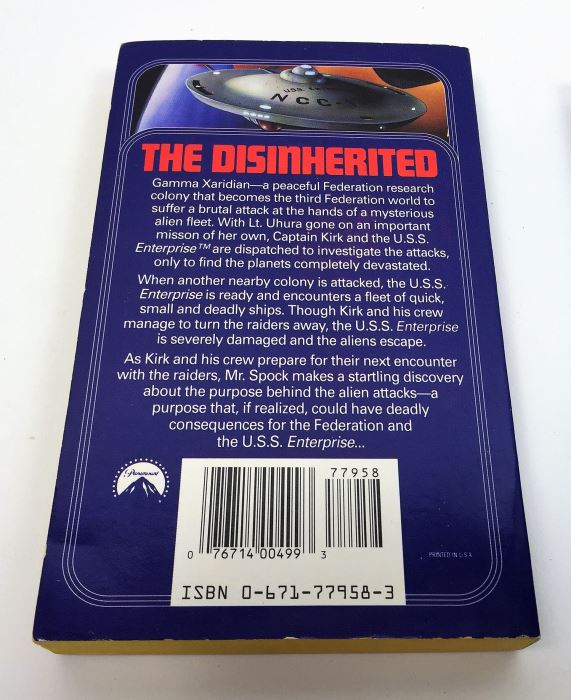 U.S.S. ENTE
NCC-1
THE DISINHERITED
Gamma Xaridian—a peaceful Federation research
colony that becomes the third Federation world to
suffer a brutal attack at the hands of a mysterious
alien fleet. With Lt. Uhura gone on an important
misson of her own, Captain Kirk and the U.S.S.
Enterprise™ are dispatched to investigate the attacks,
only to find the planets completely devastated.
When another nearby colony is attacked, the U.S.S.
Enterprise is ready and encounters a fleet of quick,
small and deadly ships. Though Kirk and his crew
manage to turn the raiders away, the U.S.S. Enterprise
is severely damaged and the aliens escape.
As Kirk and his crew prepare for their next encounter
with the raiders, Mr. Spock makes a startling discovery
about the purpose behind the alien attacks—a
purpose that, if realized, could have deadly
consequences for the Federation and
the U.S.S. Enterprise...
Paramount
77958
0 76714 00499 3
PRINTED IN U.S.A.
ISBN 0-671-77958-3